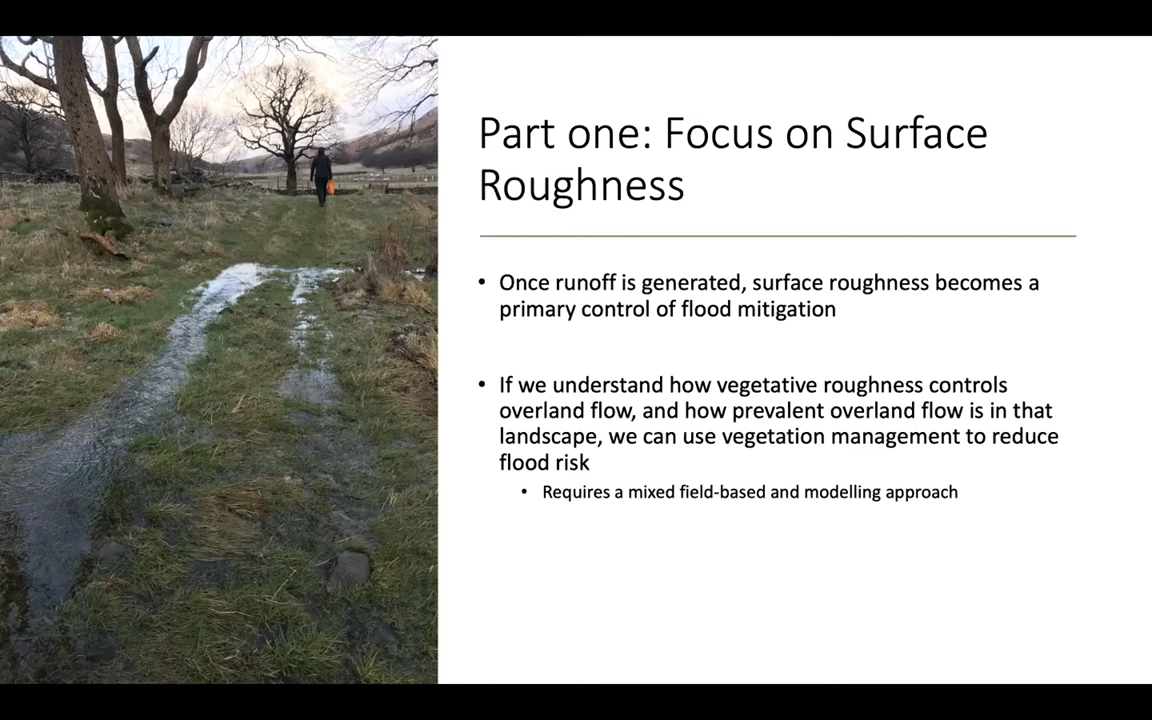 Part one: Focus on Surface
Roughness
• Once runoff is generated, surface roughness becomes a
primary control of flood mitigation
• If we understand how vegetative roughness controls
overland flow, and how prevalent overland flow is in that
landscape, we can use vegetation management to reduce
flood risk
• Requires a mixed field-based and modelling approach